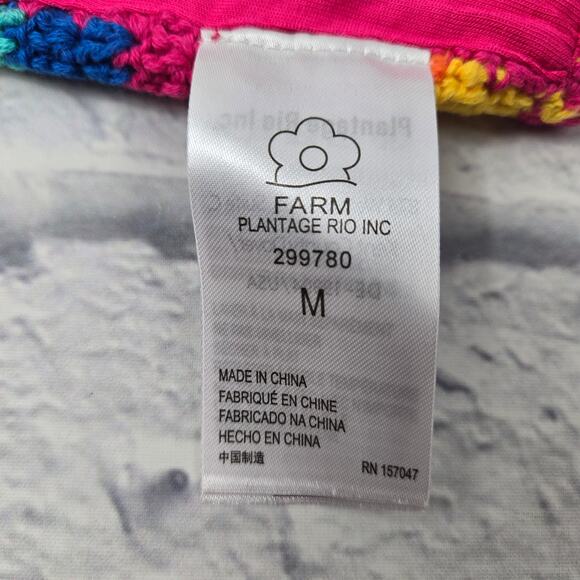 FARM
PLANTAGE RIO INC
299780
M
MADE IN CHINA
FABRIQUÉ EN CHINE
FABRICADO NA CHINA
HECHO EN CHINA
中国制造
RN 157047